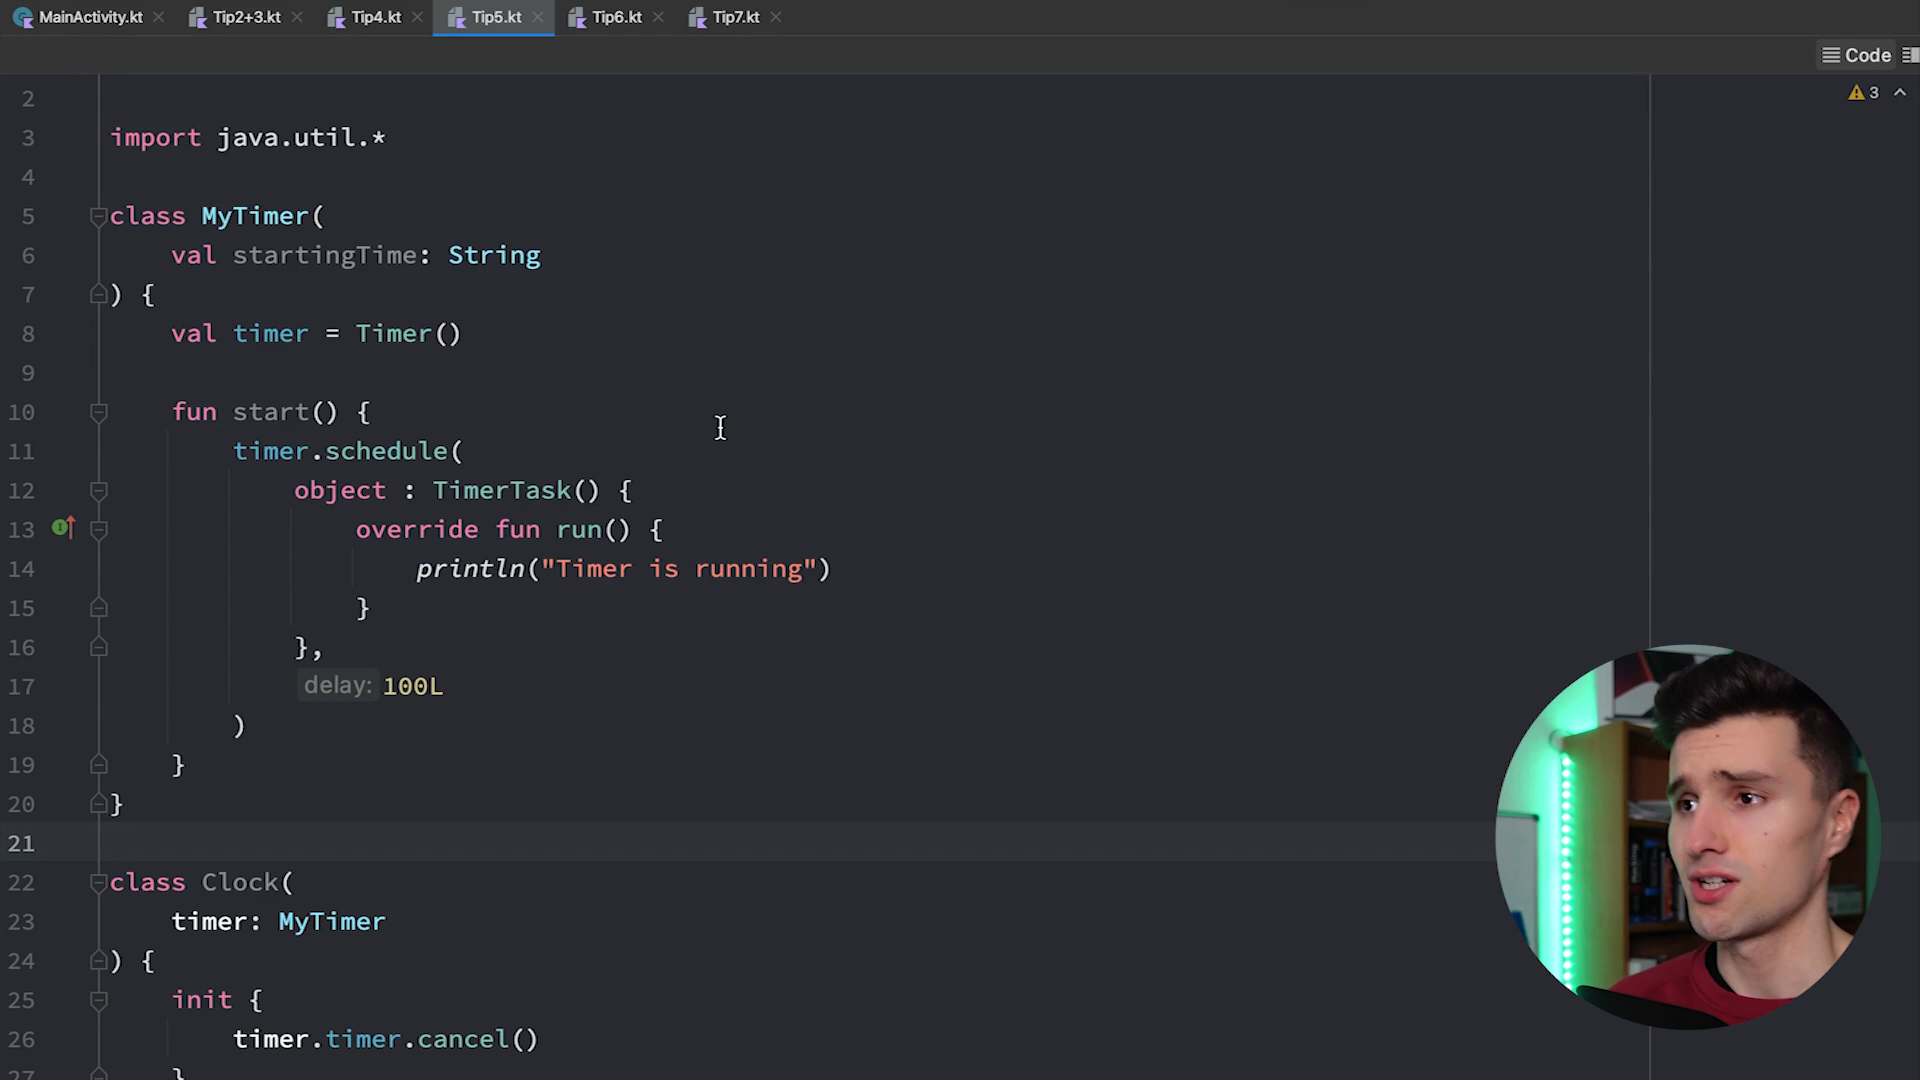 MainActivity.kt Tip2+3.kt Tip4.kt Tip5.kt Tip6.kt Tip7.kt
Code
3
2
3 import java.util.*
4
5 class MyTimer(
6 val startingTime: String
7 ) {
8 val timer = Timer()
9
10 fun start() {
11 timer.schedule(
12 object : TimerTask() {
13 override fun run() {
14 println("Timer is running")
15 }
16 },
17 delay: 100L
18 )
19 }
20 }
21
22 class Clock(
23 timer: MyTimer
24 ) {
25 init {
26 timer.timer.cancel()
27 }